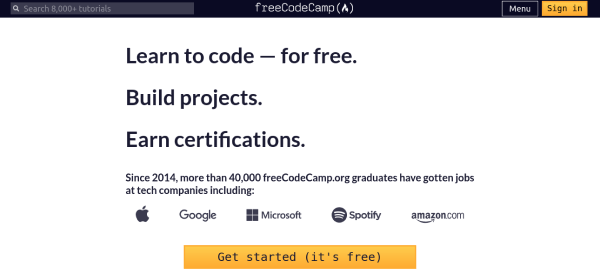 Search 8,000+ tutorials
freeCodeCamp(🔥)
Menu
Sign in
Learn to code — for free.
Build projects.
Earn certifications.
Since 2014, more than 40,000 freeCodeCamp.org graduates have gotten jobs
at tech companies including:
Google
Microsoft
Spotify
amazon.com
Get started (it's free)